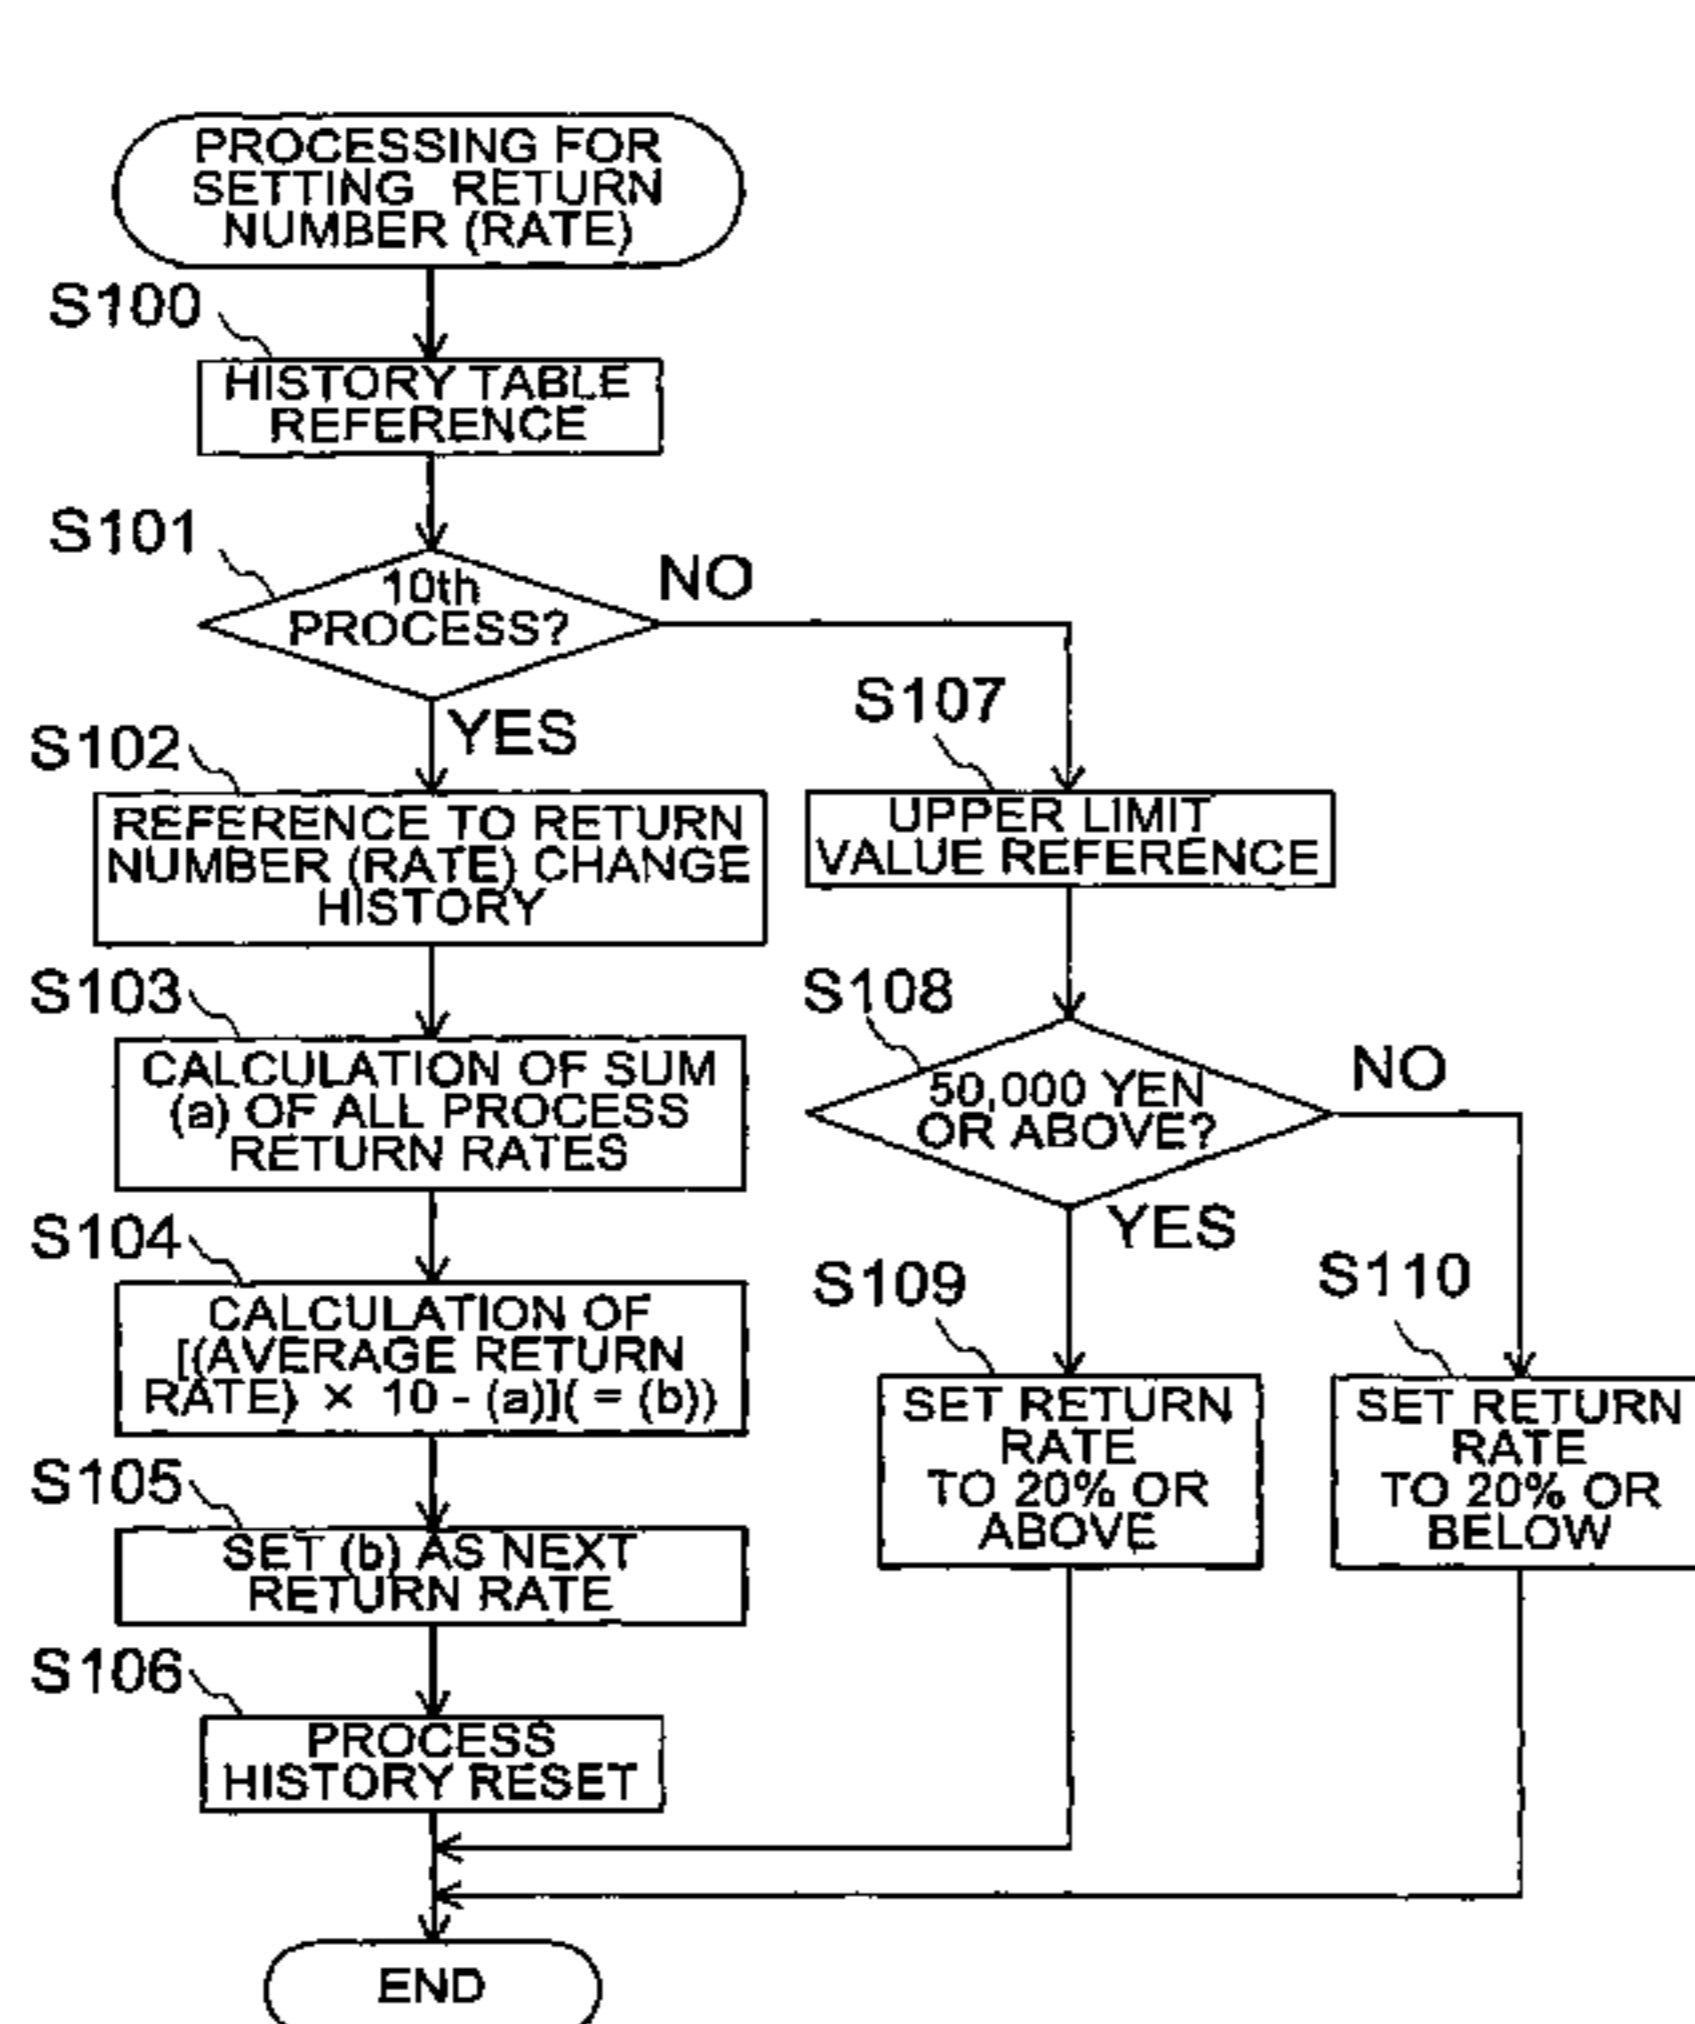 PROCESSING FOR
SETTING RETURN
NUMBER (RATE)
S100
HISTORY TABLE
REFERENCE
S101
10th
PROCESS?
NO
YES
S102
REFERENCE TO RETURN
NUMBER (RATE) CHANGE
HISTORY
S103
CALCULATION OF SUM
(a) OF ALL PROCESS
RETURN RATES
S104
CALCULATION OF
[(AVERAGE RETURN
RATE) × 10 - (a)]( = (b))
S105
SET (b) AS NEXT
RETURN RATE
S106
PROCESS
HISTORY RESET
S107
UPPER LIMIT
VALUE REFERENCE
S108
50,000 YEN
OR ABOVE?
NO
YES
S109
SET RETURN
RATE
TO 20% OR
ABOVE
S110
SET RETURN
RATE
TO 20% OR
BELOW
END